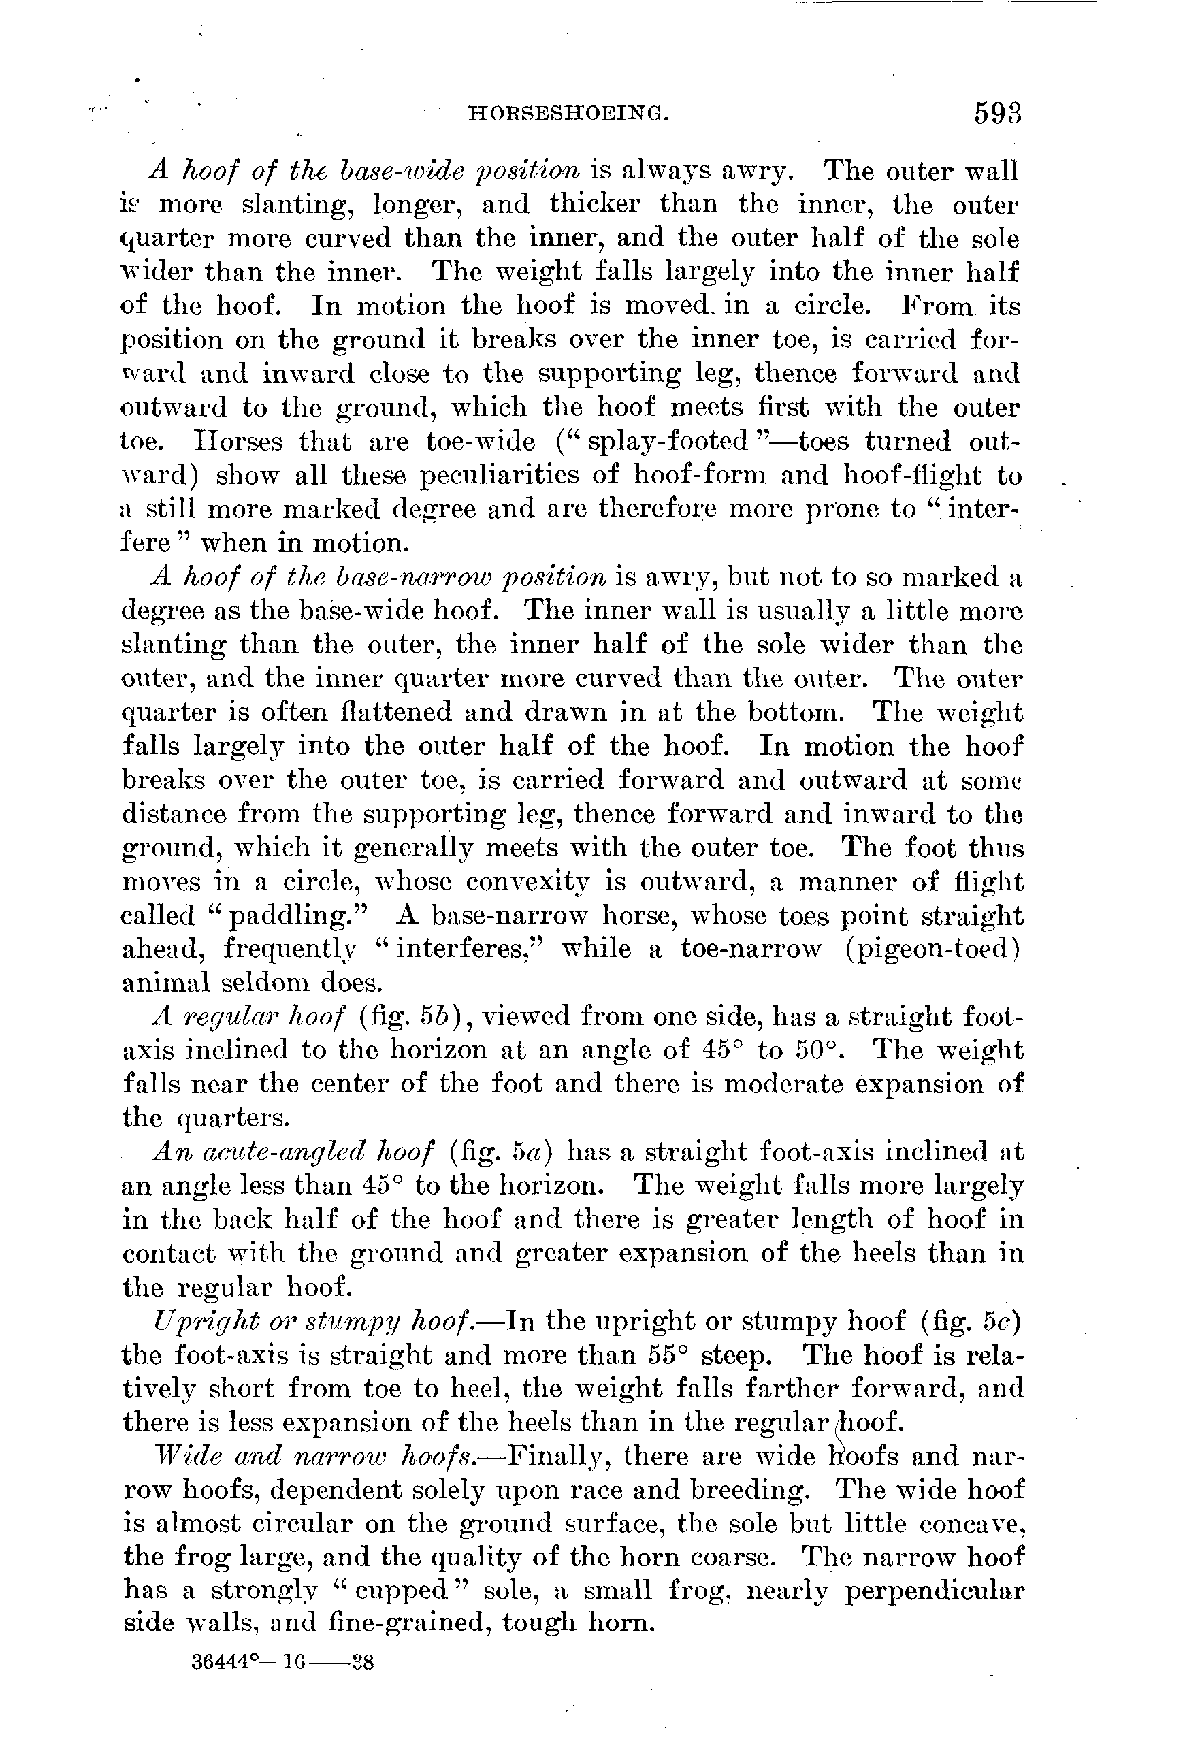 HORSESHOEING. 593
A hoof of the base-wide position is always awry. The outer wall
is more slanting, longer, and thicker than the inner, the outer
quarter more curved than the inner, and the outer half of the sole
wider than the inner. The weight falls largely into the inner half
of the hoof. In motion the hoof is moved in a circle. From its
position on the ground it breaks over the inner toe, is carried for-
ward and inward close to the supporting leg, thence forward and
outward to the ground, which the hoof meets first with the outer
toe. Horses that are toe-wide (“splay-footed”—toes turned out-
ward) show all these peculiarities of hoof-form and hoof-flight to
a still more marked degree and are therefore more prone to “inter-
fere” when in motion.
A hoof of the base-narrow position is awry, but not to so marked a
degree as the base-wide hoof. The inner wall is usually a little more
slanting than the outer, the inner half of the sole wider than the
outer, and the inner quarter more curved than the outer. The outer
quarter is often flattened and drawn in at the bottom. The weight
falls largely into the outer half of the hoof. In motion the hoof
breaks over the outer toe, is carried forward and outward at some
distance from the supporting leg, thence forward and inward to the
ground, which it generally meets with the outer toe. The foot thus
moves in a circle, whose convexity is outward, a manner of flight
called “paddling.” A base-narrow horse, whose toes point straight
ahead, frequently “interferes,” while a toe-narrow (pigeon-toed)
animal seldom does.
A regular hoof (fig. 5b), viewed from one side, has a straight foot-
axis inclined to the horizon at an angle of 45° to 50°. The weight
falls near the center of the foot and there is moderate expansion of
the quarters.
An acute-angled hoof (fig. 5a) has a straight foot-axis inclined at
an angle less than 45° to the horizon. The weight falls more largely
in the back half of the hoof and there is greater length of hoof in
contact with the ground and greater expansion of the heels than in
the regular hoof.
Upright or stumpy hoof.—In the upright or stumpy hoof (fig. 5c)
the foot-axis is straight and more than 55° steep. The hoof is rela-
tively short from toe to heel, the weight falls farther forward, and
there is less expansion of the heels than in the regular hoof.
Wide and narrow hoofs.—Finally, there are wide hoofs and nar-
row hoofs, dependent solely upon race and breeding. The wide hoof
is almost circular on the ground surface, the sole but little concave,
the frog large, and the quality of the horn coarse. The narrow hoof
has a strongly “cupped” sole, a small frog, nearly perpendicular
side walls, and fine-grained, tough horn.
36444°—16——38